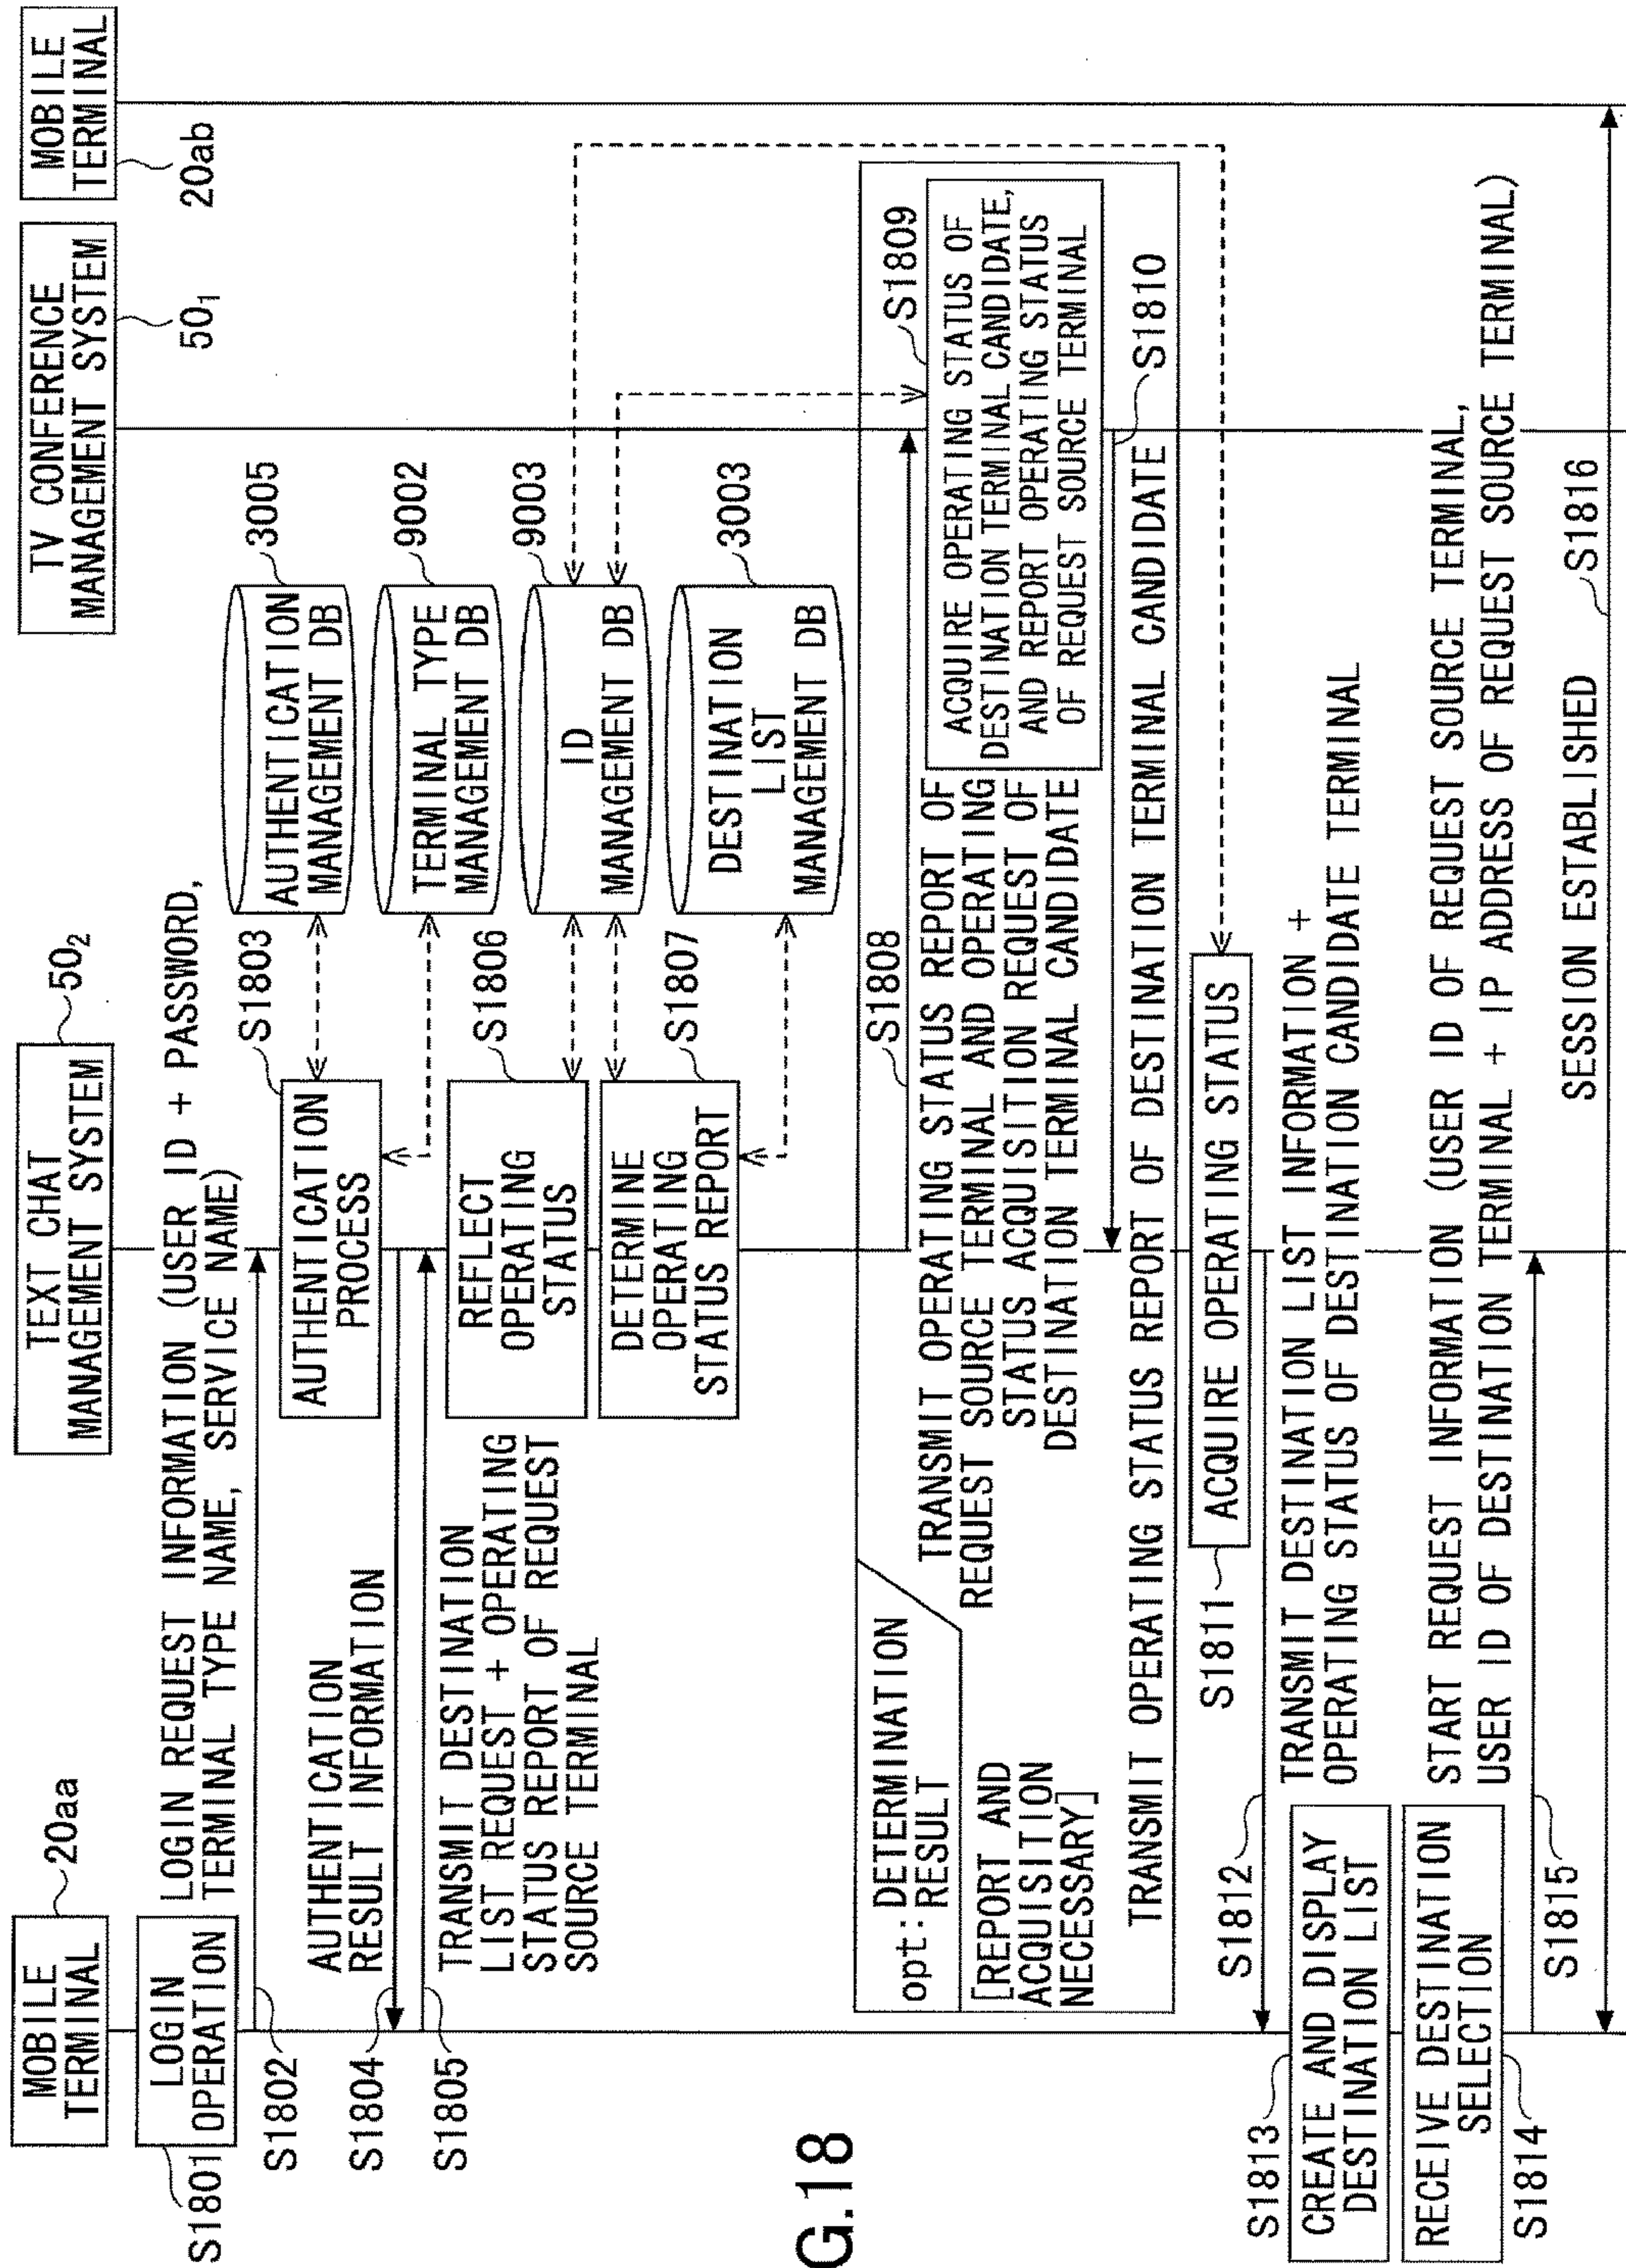 MOBILE
TERMINAL
20aa
TEXT CHAT
MANAGEMENT SYSTEM
50₂
TV CONFERENCE
MANAGEMENT SYSTEM
50₁
MOBILE
TERMINAL
20ab
LOGIN
OPERATION
S1801
LOGIN REQUEST INFORMATION (USER ID + PASSWORD,
TERMINAL TYPE NAME, SERVICE NAME)
S1802
S1803
AUTHENTICATION
PROCESS
AUTHENTICATION
MANAGEMENT DB
3005
AUTHENTICATION
RESULT INFORMATION
S1804
TERMINAL TYPE
MANAGEMENT DB
9002
S1805
TRANSMIT DESTINATION
LIST REQUEST + OPERATING
STATUS REPORT OF REQUEST
SOURCE TERMINAL
S1806
REFLECT
OPERATING
STATUS
ID
MANAGEMENT DB
9003
S1807
DETERMINE
OPERATING
STATUS REPORT
DESTINATION
LIST
MANAGEMENT DB
3003
G.18
opt: DETERMINATION
RESULT
[REPORT AND
ACQUISITION
NECESSARY]
S1808
TRANSMIT OPERATING STATUS REPORT OF
REQUEST SOURCE TERMINAL AND OPERATING
STATUS ACQUISITION REQUEST OF
DESTINATION TERMINAL CANDIDATE
S1809
ACQUIRE OPERATING STATUS OF
DESTINATION TERMINAL CANDIDATE,
AND REPORT OPERATING STATUS
OF REQUEST SOURCE TERMINAL
S1810
TRANSMIT OPERATING STATUS REPORT OF DESTINATION TERMINAL CANDIDATE
S1811
ACQUIRE OPERATING STATUS
S1812
TRANSMIT DESTINATION LIST INFORMATION +
OPERATING STATUS OF DESTINATION CANDIDATE TERMINAL
S1813
CREATE AND DISPLAY
DESTINATION LIST
RECEIVE DESTINATION
SELECTION
S1814
START REQUEST INFORMATION (USER ID OF REQUEST SOURCE TERMINAL,
USER ID OF DESTINATION TERMINAL + IP ADDRESS OF REQUEST SOURCE TERMINAL)
S1815
SESSION ESTABLISHED
S1816